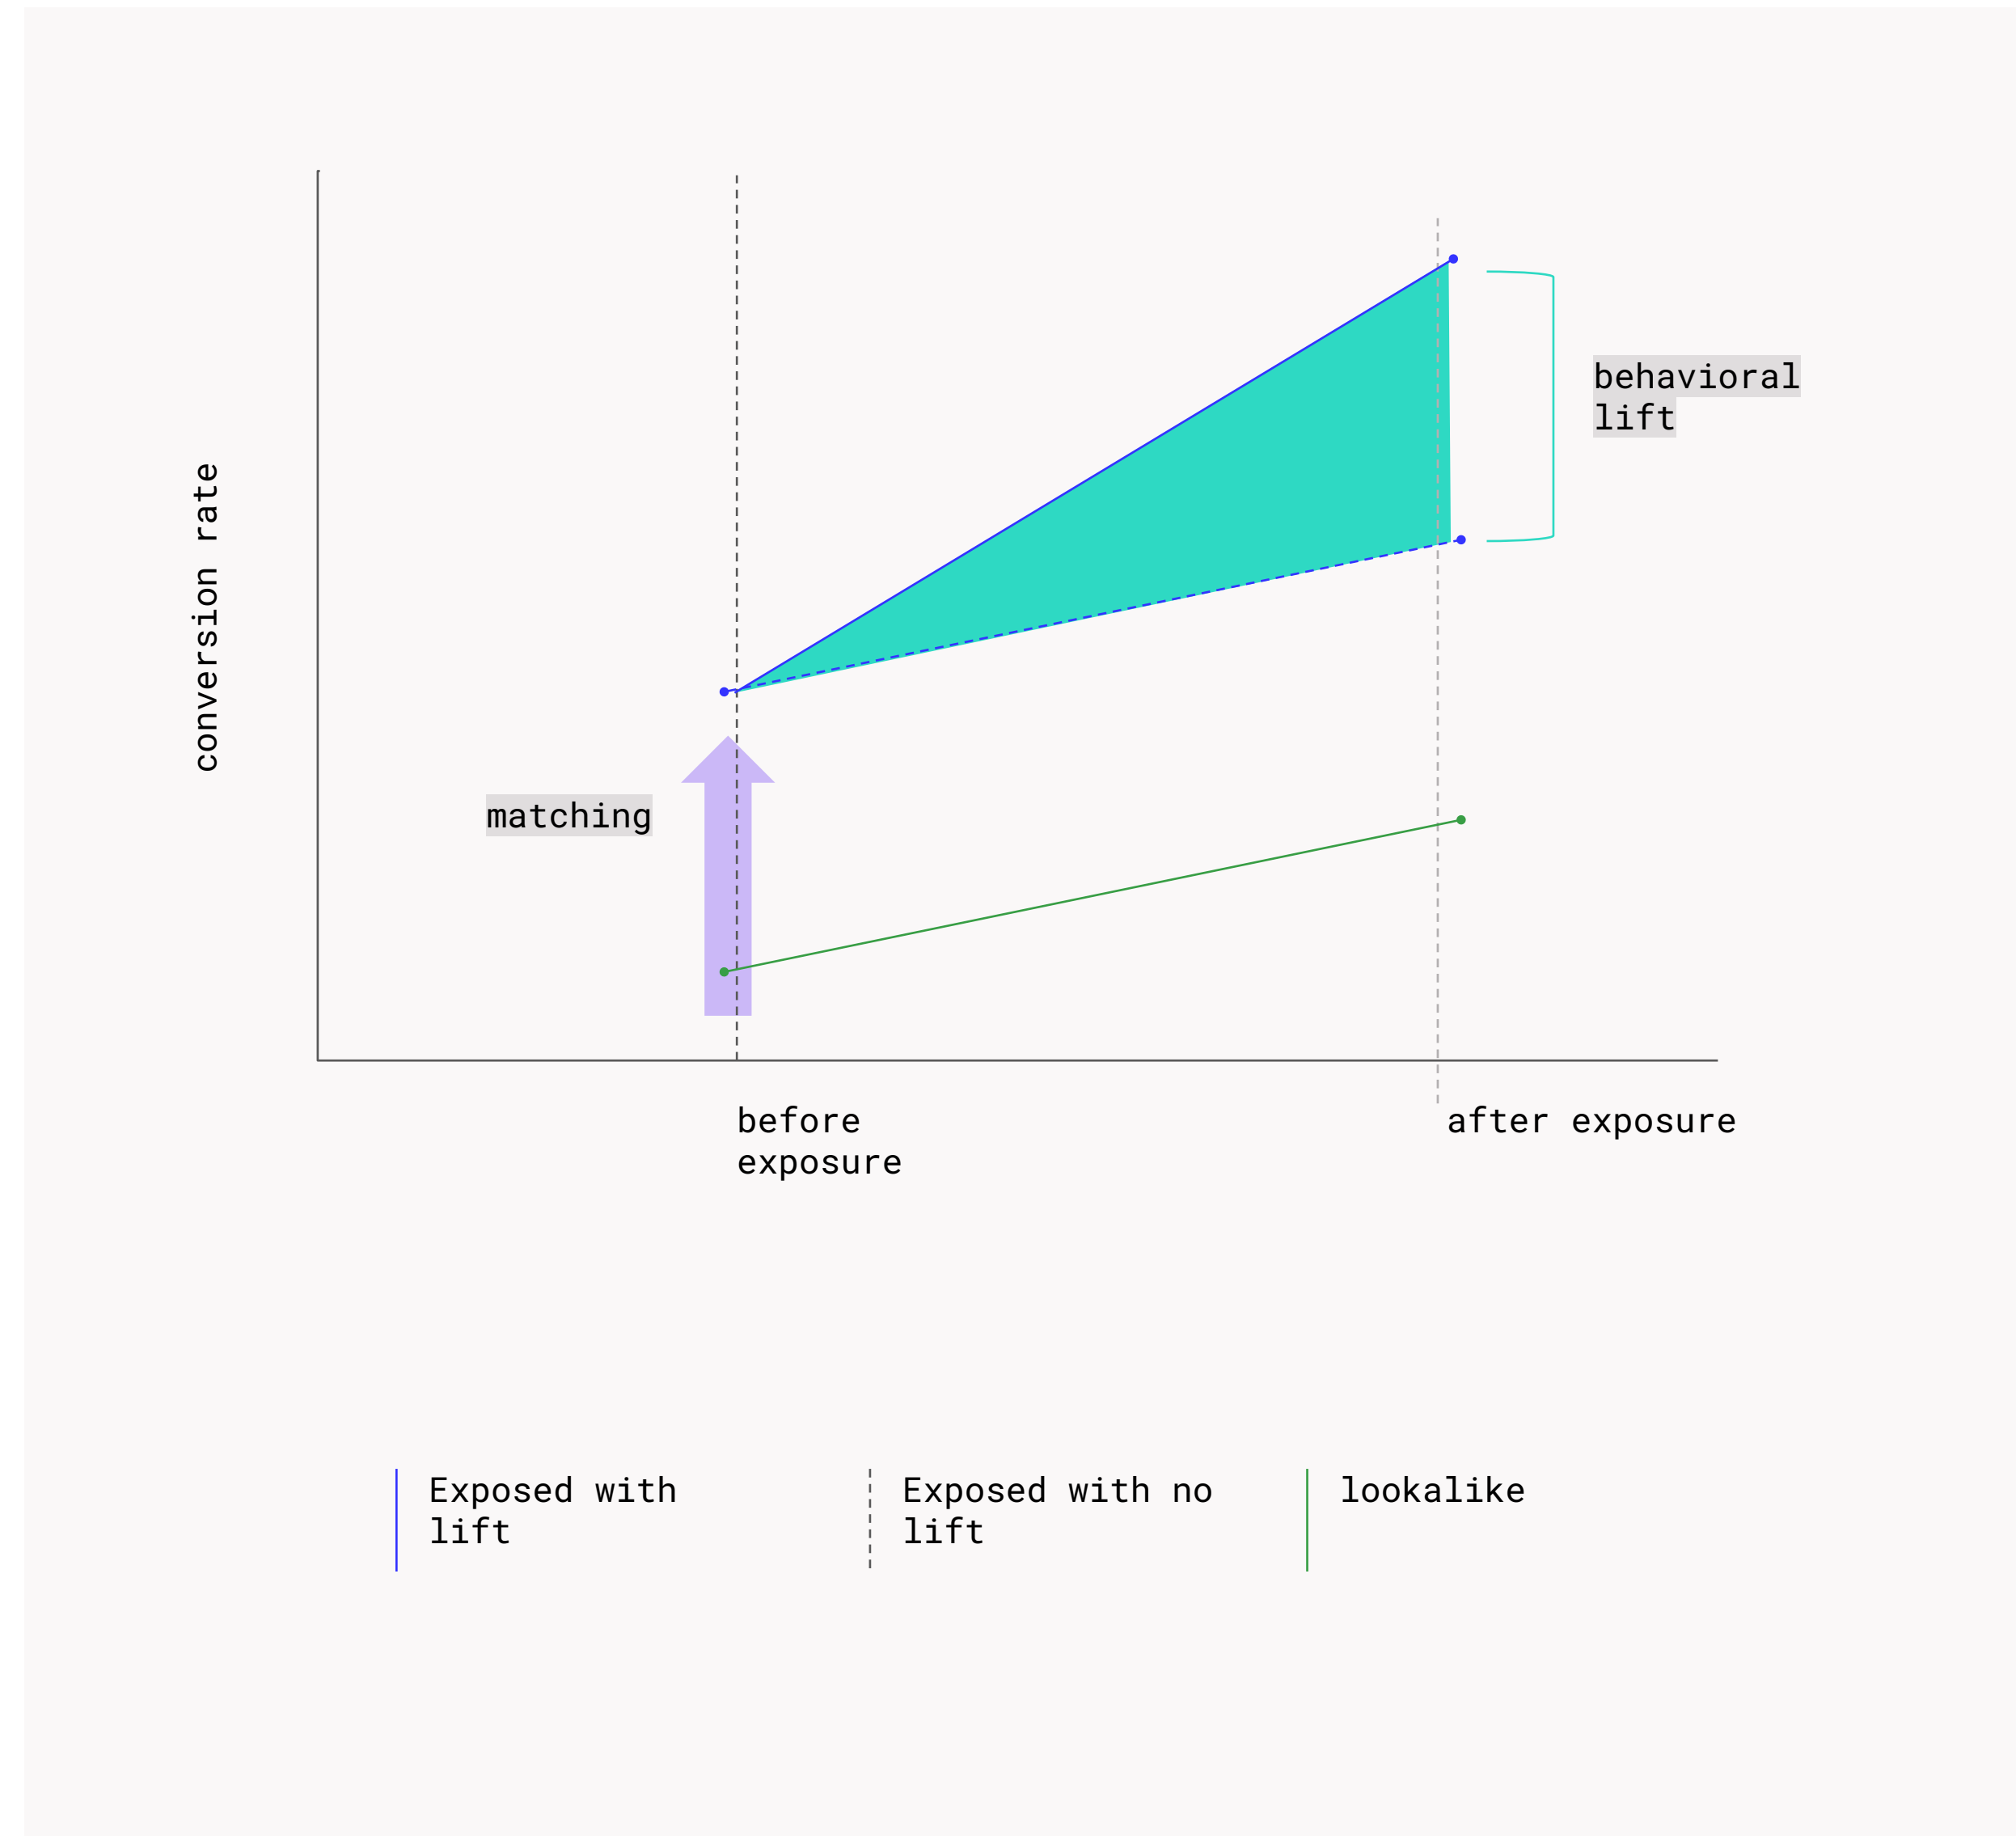 conversion rate
behavioral
lift
matching
before
exposure
after exposure
Exposed with
lift
Exposed with no
lift
lookalike